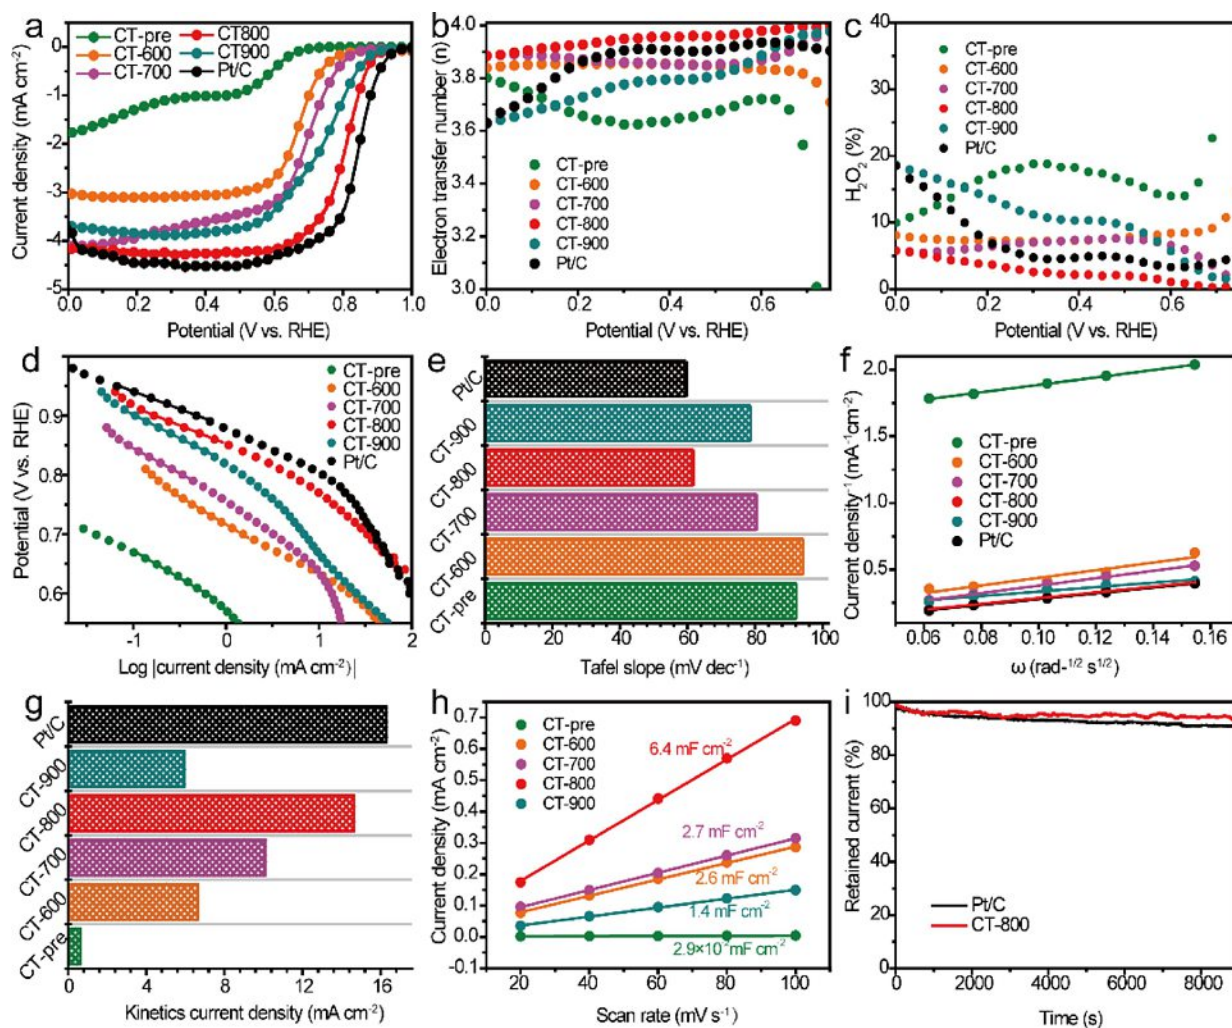 a
CT-pre
CT-600
CT-700
CT800
CT900
Pt/C
0
-1
-2
-3
-4
-5
Current density (mA cm⁻²)
0.0 0.2 0.4 0.6 0.8 1.0
Potential (V vs. RHE)
b
4.0
3.8
3.6
3.4
3.2
3.0
Electron transfer number (n)
CT-pre
CT-600
CT-700
CT-800
CT-900
Pt/C
0.0 0.2 0.4 0.6
Potential (V vs. RHE)
c
40
30
20
10
0
H₂O₂ (%)
CT-pre
CT-600
CT-700
CT-800
CT-900
Pt/C
0.0 0.2 0.4 0.6
Potential (V vs. RHE)
d
0.9
0.8
0.7
0.6
Potential (V vs. RHE)
CT-pre
CT-600
CT-700
CT-800
CT-900
Pt/C
-1 0 1 2
Log |current density (mA cm⁻²)|
e
Pt/C
CT-900
CT-800
CT-700
CT-600
CT-pre
0 20 40 60 80 100
Tafel slope (mV dec⁻¹)
f
2.0
1.5
1.0
0.5
Current density⁻¹ (mA⁻¹cm⁻²)
CT-pre
CT-600
CT-700
CT-800
CT-900
Pt/C
0.06 0.08 0.10 0.12 0.14 0.16
ω (rad-¹/² s¹/²)
g
Pt/C
CT-900
CT-800
CT-700
CT-600
CT-pre
0 4 8 12 16
Kinetics current density (mA cm⁻²)
h
0.7
0.6
0.5
0.4
0.3
0.2
0.1
0.0
-0.1
Current density (mA cm⁻²)
CT-pre
CT-600
CT-700
CT-800
CT-900
6.4 mF cm⁻²
2.7 mF cm⁻²
2.6 mF cm⁻²
1.4 mF cm⁻²
2.9×10⁻²mF cm⁻²
20 40 60 80 100
Scan rate (mV s⁻¹)
i
100
80
60
40
20
0
Retained current (%)
Pt/C
CT-800
0 2000 4000 6000 8000
Time (s)